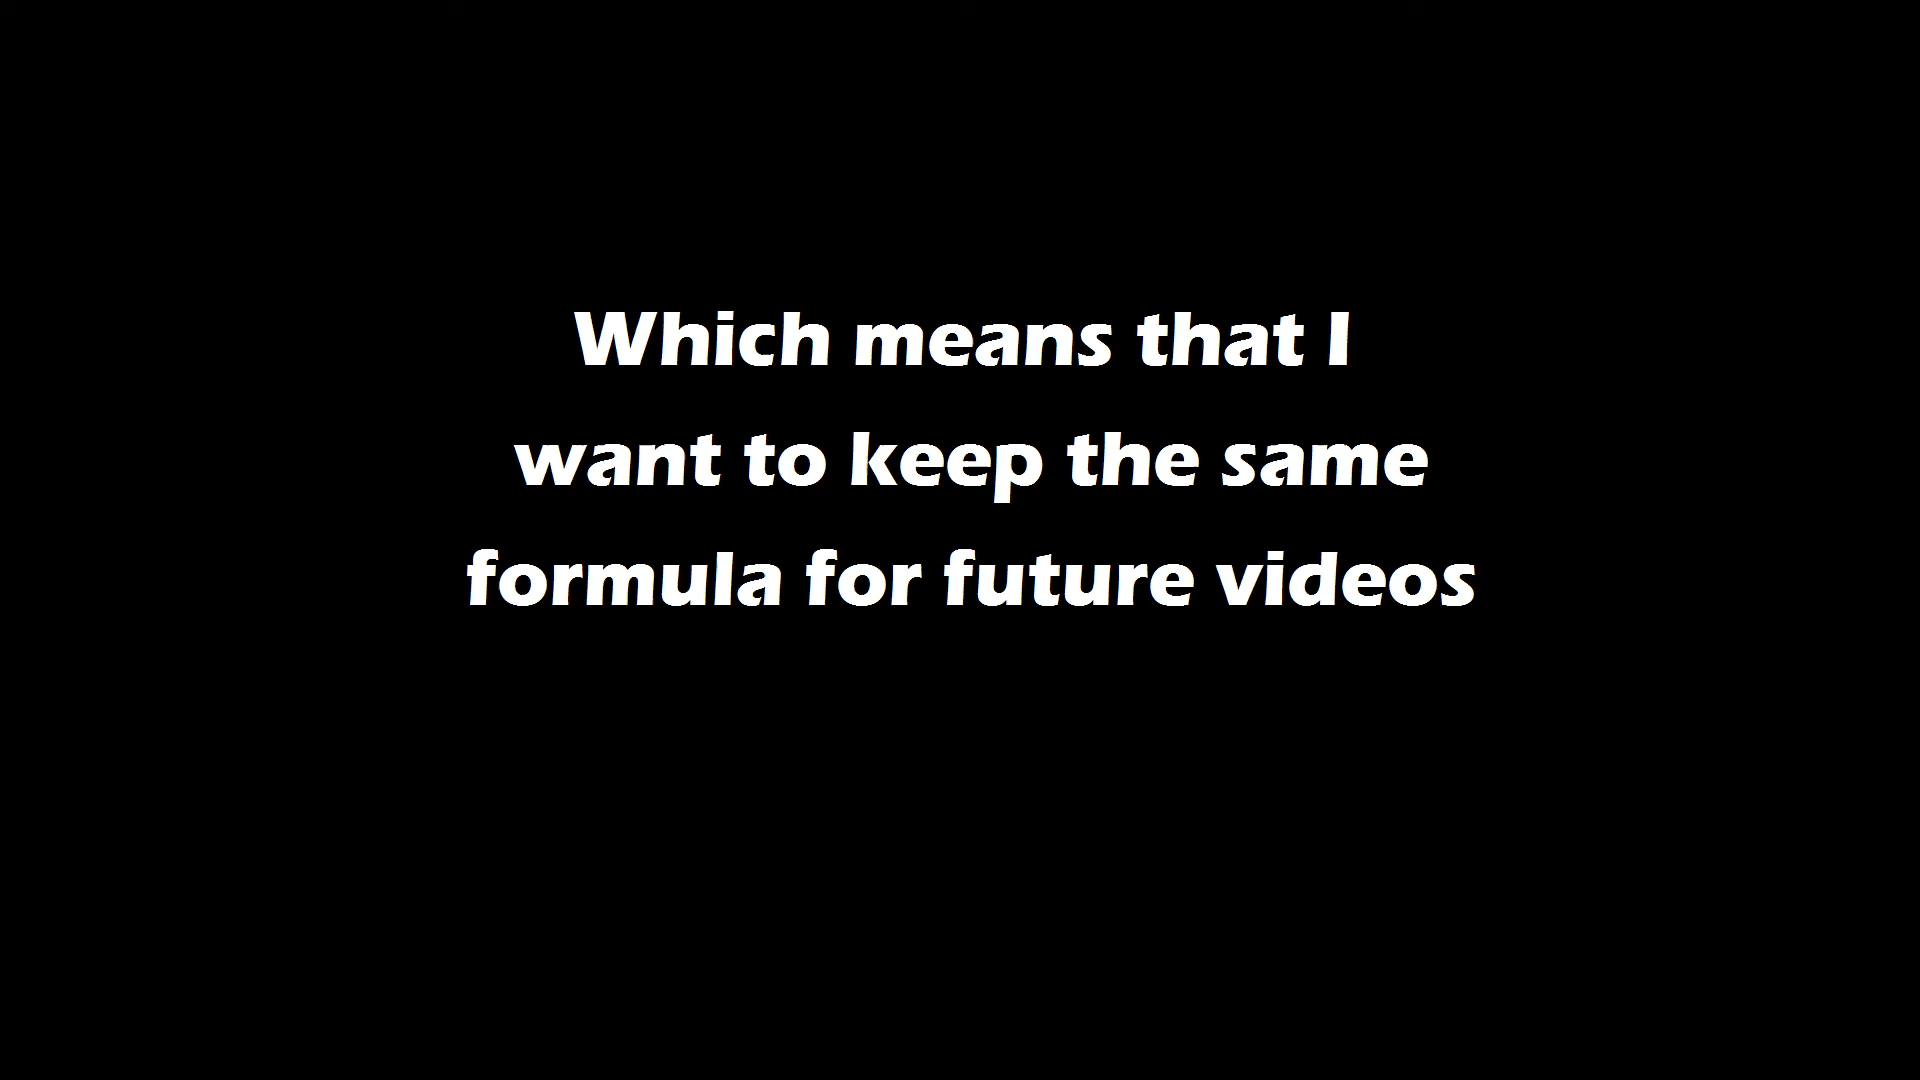 Which means that I
want to keep the same
formula for future videos